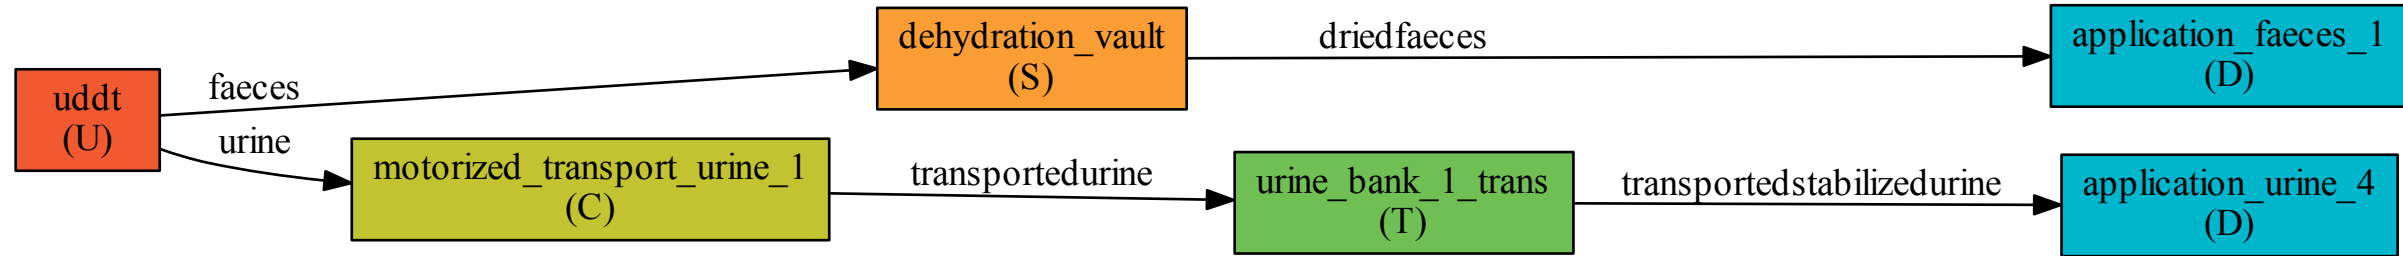 uddt
(U)
faeces
urine
dehydration_vault
(S)
driedfaeces
application_faeces_1
(D)
motorized_transport_urine_1
(C)
transportedurine
urine_bank_1_trans
(T)
transportedstabilizedurine
application_urine_4
(D)